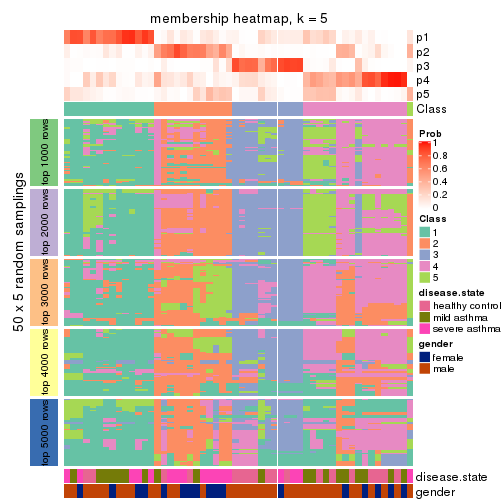 membership heatmap, k = 5
p1
p2
p3
p4
p5
Class
50 x 5 random samplings
top 1000 rows
top 2000 rows
top 3000 rows
top 4000 rows
top 5000 rows
disease.state
gender
Prob
1
0.8
0.6
0.4
0.2
0
Class
1
2
3
4
5
disease.state
healthy control
mild asthma
severe asthma
gender
female
male